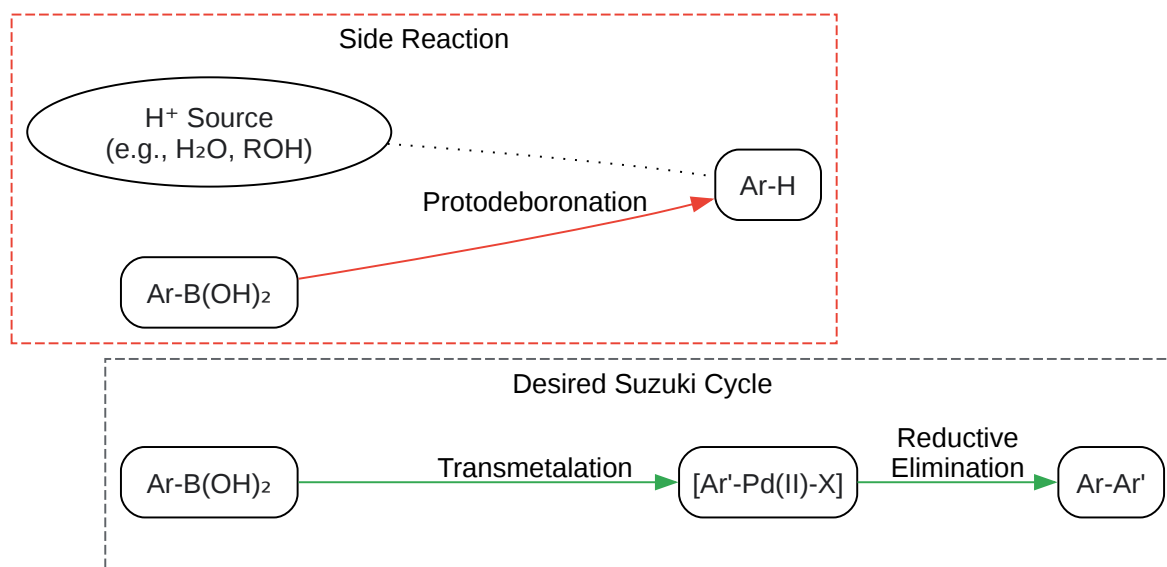 Side Reaction
H⁺ Source
(e.g., H₂O, ROH)
Ar-H
Protodeboronation
Ar-B(OH)₂
Desired Suzuki Cycle
Reductive
Elimination
Transmetalation
Ar-B(OH)₂
[Ar'-Pd(II)-X]
Ar-Ar'